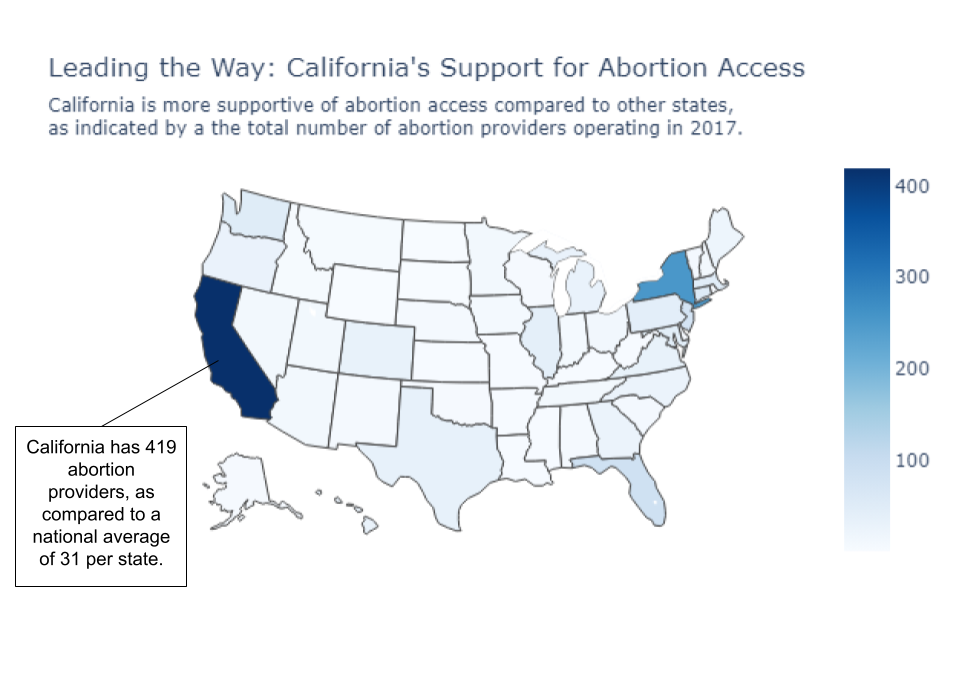 Leading the Way: California's Support for Abortion Access
California is more supportive of abortion access compared to other states,
as indicated by a the total number of abortion providers operating in 2017.
400
300
200
100
California has 419
abortion
providers, as
compared to a
national average
of 31 per state.